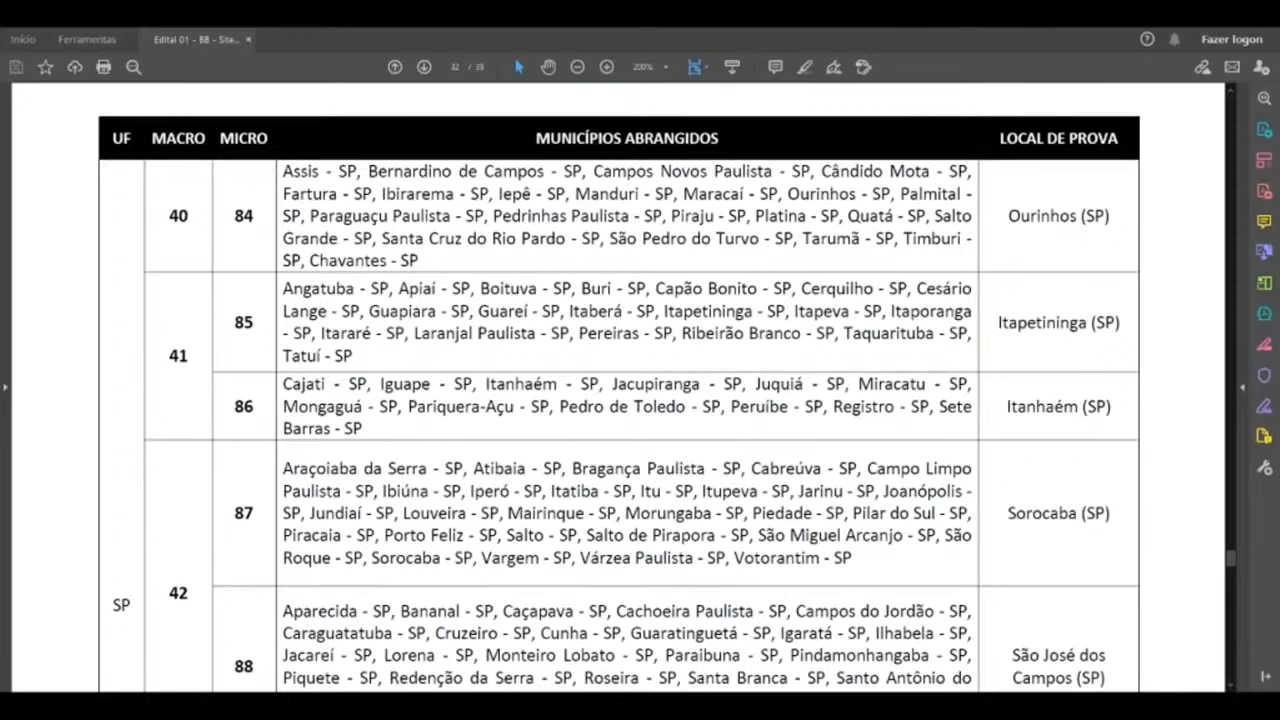 Início Ferramentas Edital 01 - BB - Site... × Fazer logon
32 / 39 200%
UF MACRO MICRO MUNICÍPIOS ABRANGIDOS LOCAL DE PROVA
Assis - SP, Bernardino de Campos - SP, Campos Novos Paulista - SP, Cândido Mota - SP,
Fartura - SP, Ibirarema - SP, Iepê - SP, Manduri - SP, Maracaí - SP, Ourinhos - SP, Palmital -
40 84 SP, Paraguaçu Paulista - SP, Pedrinhas Paulista - SP, Piraju - SP, Platina - SP, Quatá - SP, Salto Ourinhos (SP)
Grande - SP, Santa Cruz do Rio Pardo - SP, São Pedro do Turvo - SP, Tarumã - SP, Timburi -
SP, Chavantes - SP
Angatuba - SP, Apiaí - SP, Boituva - SP, Buri - SP, Capão Bonito - SP, Cerquilho - SP, Cesário
Lange - SP, Guapiara - SP, Guareí - SP, Itaberá - SP, Itapetininga - SP, Itapeva - SP, Itaporanga
85 Itapetininga (SP)
- SP, Itararé - SP, Laranjal Paulista - SP, Pereiras - SP, Ribeirão Branco - SP, Taquarituba - SP,
41 Tatuí - SP
Cajati - SP, Iguape - SP, Itanhaém - SP, Jacupiranga - SP, Juquiá - SP, Miracatu - SP,
86 Mongaguá - SP, Pariquera-Açu - SP, Pedro de Toledo - SP, Peruíbe - SP, Registro - SP, Sete Itanhaém (SP)
Barras - SP
Araçoiaba da Serra - SP, Atibaia - SP, Bragança Paulista - SP, Cabreúva - SP, Campo Limpo
Paulista - SP, Ibiúna - SP, Iperó - SP, Itatiba - SP, Itu - SP, Itupeva - SP, Jarinu - SP, Joanópolis -
87 SP, Jundiaí - SP, Louveira - SP, Mairinque - SP, Morungaba - SP, Piedade - SP, Pilar do Sul - SP, Sorocaba (SP)
Piracaia - SP, Porto Feliz - SP, Salto - SP, Salto de Pirapora - SP, São Miguel Arcanjo - SP, São
Roque - SP, Sorocaba - SP, Vargem - SP, Várzea Paulista - SP, Votorantim - SP
SP 42
Aparecida - SP, Bananal - SP, Caçapava - SP, Cachoeira Paulista - SP, Campos do Jordão - SP,
Caraguatatuba - SP, Cruzeiro - SP, Cunha - SP, Guaratinguetá - SP, Igaratá - SP, Ilhabela - SP,
88 Jacareí - SP, Lorena - SP, Monteiro Lobato - SP, Paraibuna - SP, Pindamonhangaba - SP, São José dos
Piquete - SP, Redenção da Serra - SP, Roseira - SP, Santa Branca - SP, Santo Antônio do Campos (SP)